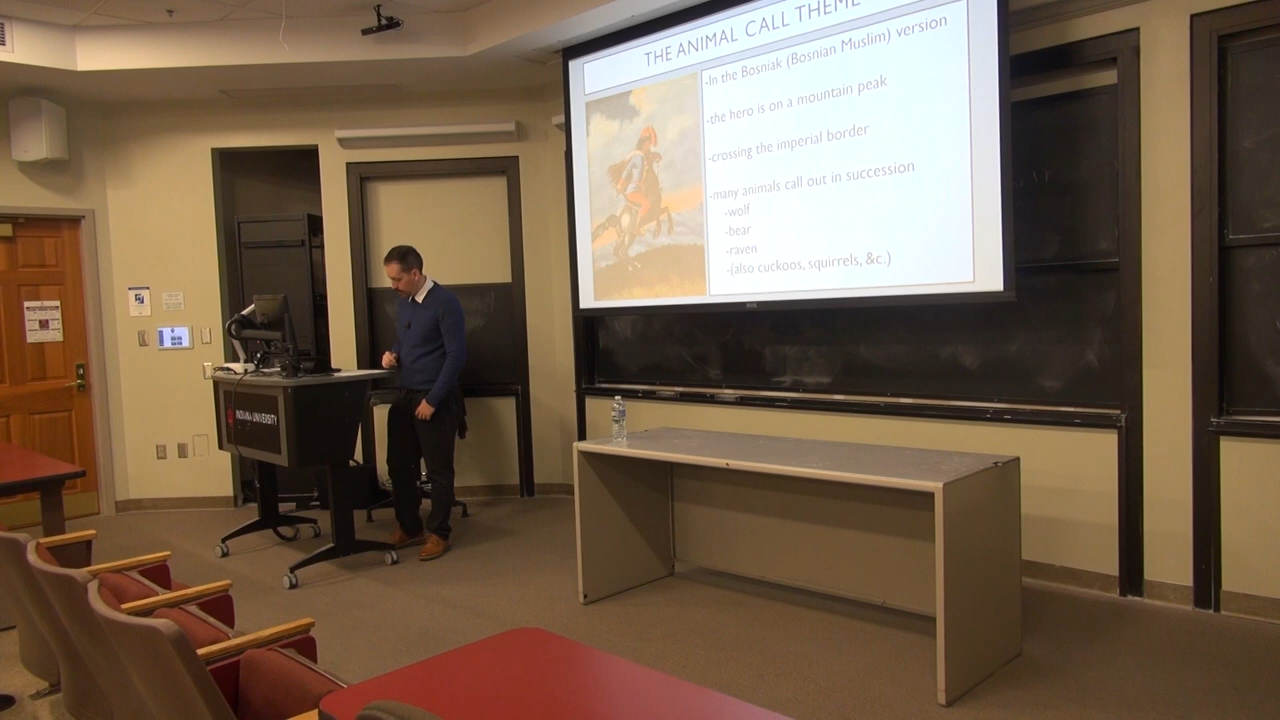 THE ANIMAL CALL THEME
-In the Bosniak (Bosnian Muslim) version
-the hero is on a mountain peak
-crossing the imperial border
-many animals call out in succession
-wolf
-bear
-raven
-(also cuckoos, squirrels, &c.)
INDIANA UNIVERSITY